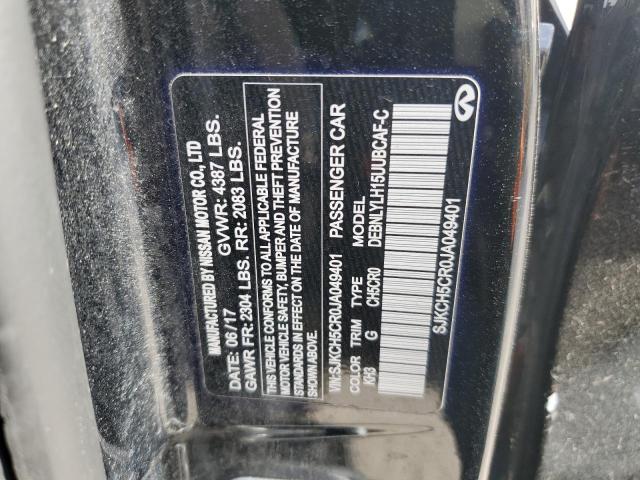 MANUFACTURED BY NISSAN MOTOR CO., LTD
DATE: 06/17 GVWR: 4387 LBS.
GAWR FR: 2304 LBS. RR: 2083 LBS.
THIS VEHICLE CONFORMS TO ALL APPLICABLE FEDERAL
MOTOR VEHICLE SAFETY, BUMPER AND THEFT PREVENTION
STANDARDS IN EFFECT ON THE DATE OF MANUFACTURE
SHOWN ABOVE.
VIN:SJKCH5CR0JA049401 PASSENGER CAR
COLOR TRIM TYPE MODEL
KH3 G CH5CR0 DEBNLYLH15UUBCAF-C
SJKCH5CR0JA049401